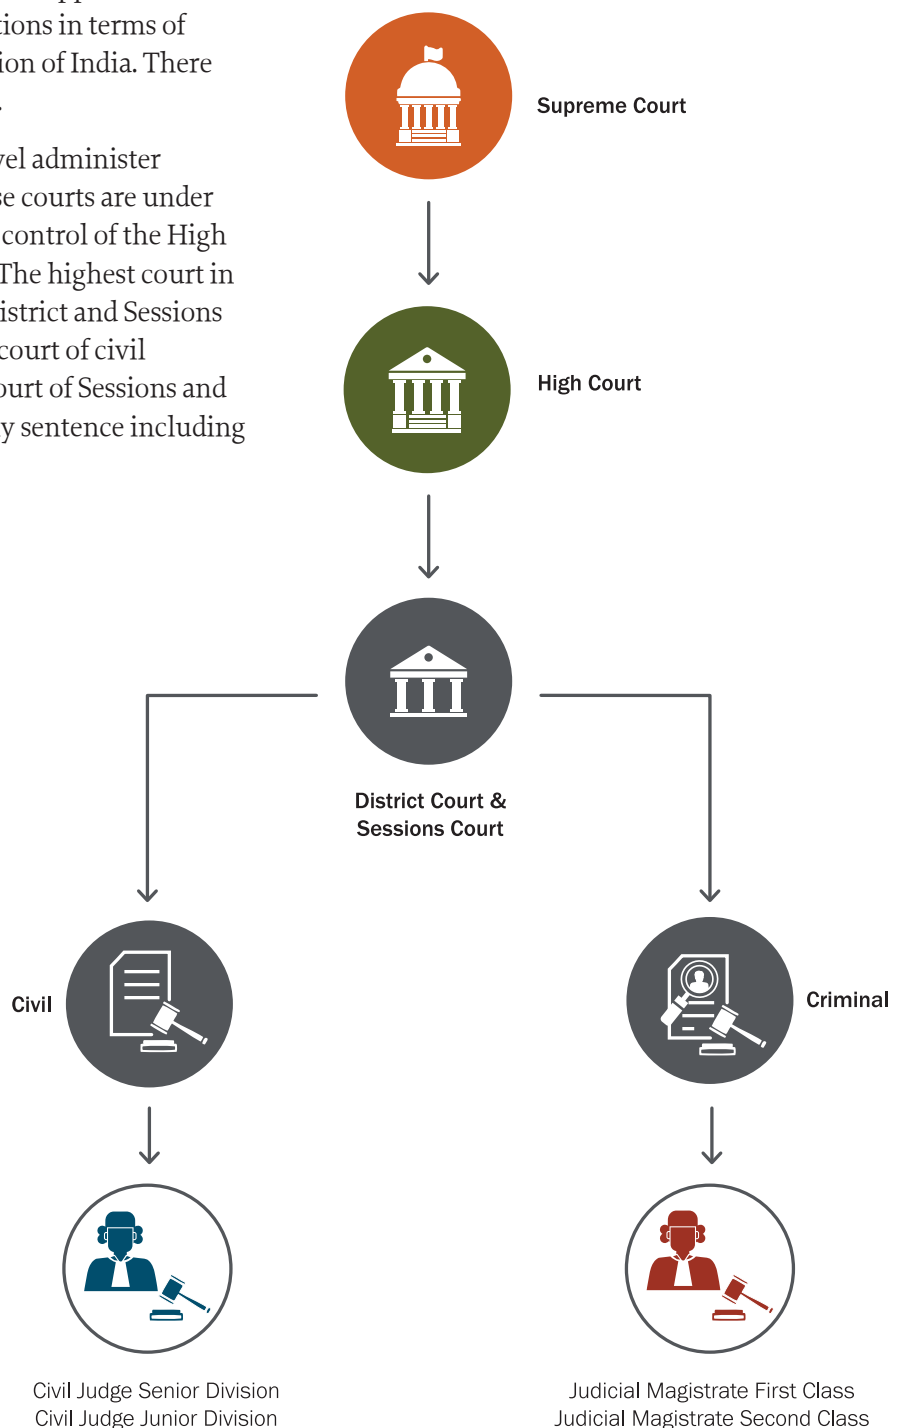 tions in terms of
ion of India. There
.
vel administer
se courts are under
control of the High
The highest court in
istrict and Sessions
court of civil
ourt of Sessions and
y sentence including
Supreme Court
High Court
District Court &
Sessions Court
Civil
Criminal
Civil Judge Senior Division
Civil Judge Junior Division
Judicial Magistrate First Class
Judicial Magistrate Second Class